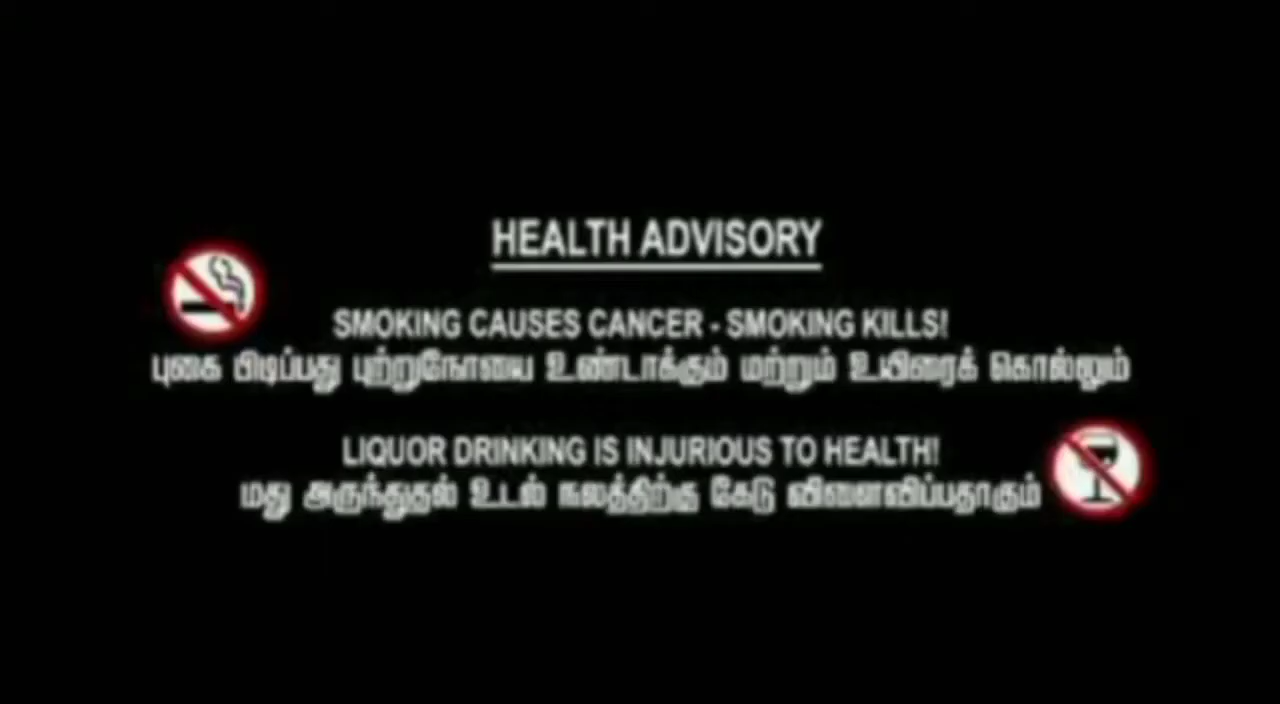 HEALTH ADVISORY
SMOKING CAUSES CANCER - SMOKING KILLS!
புகை பிடிப்பது புற்றுநோயை உண்டாக்கும் மற்றும் உயிரைக் கொல்லும்
LIQUOR DRINKING IS INJURIOUS TO HEALTH!
மது அருந்துதல் உடல் நலத்திற்கு கேடு விளைவிப்பதாகும்